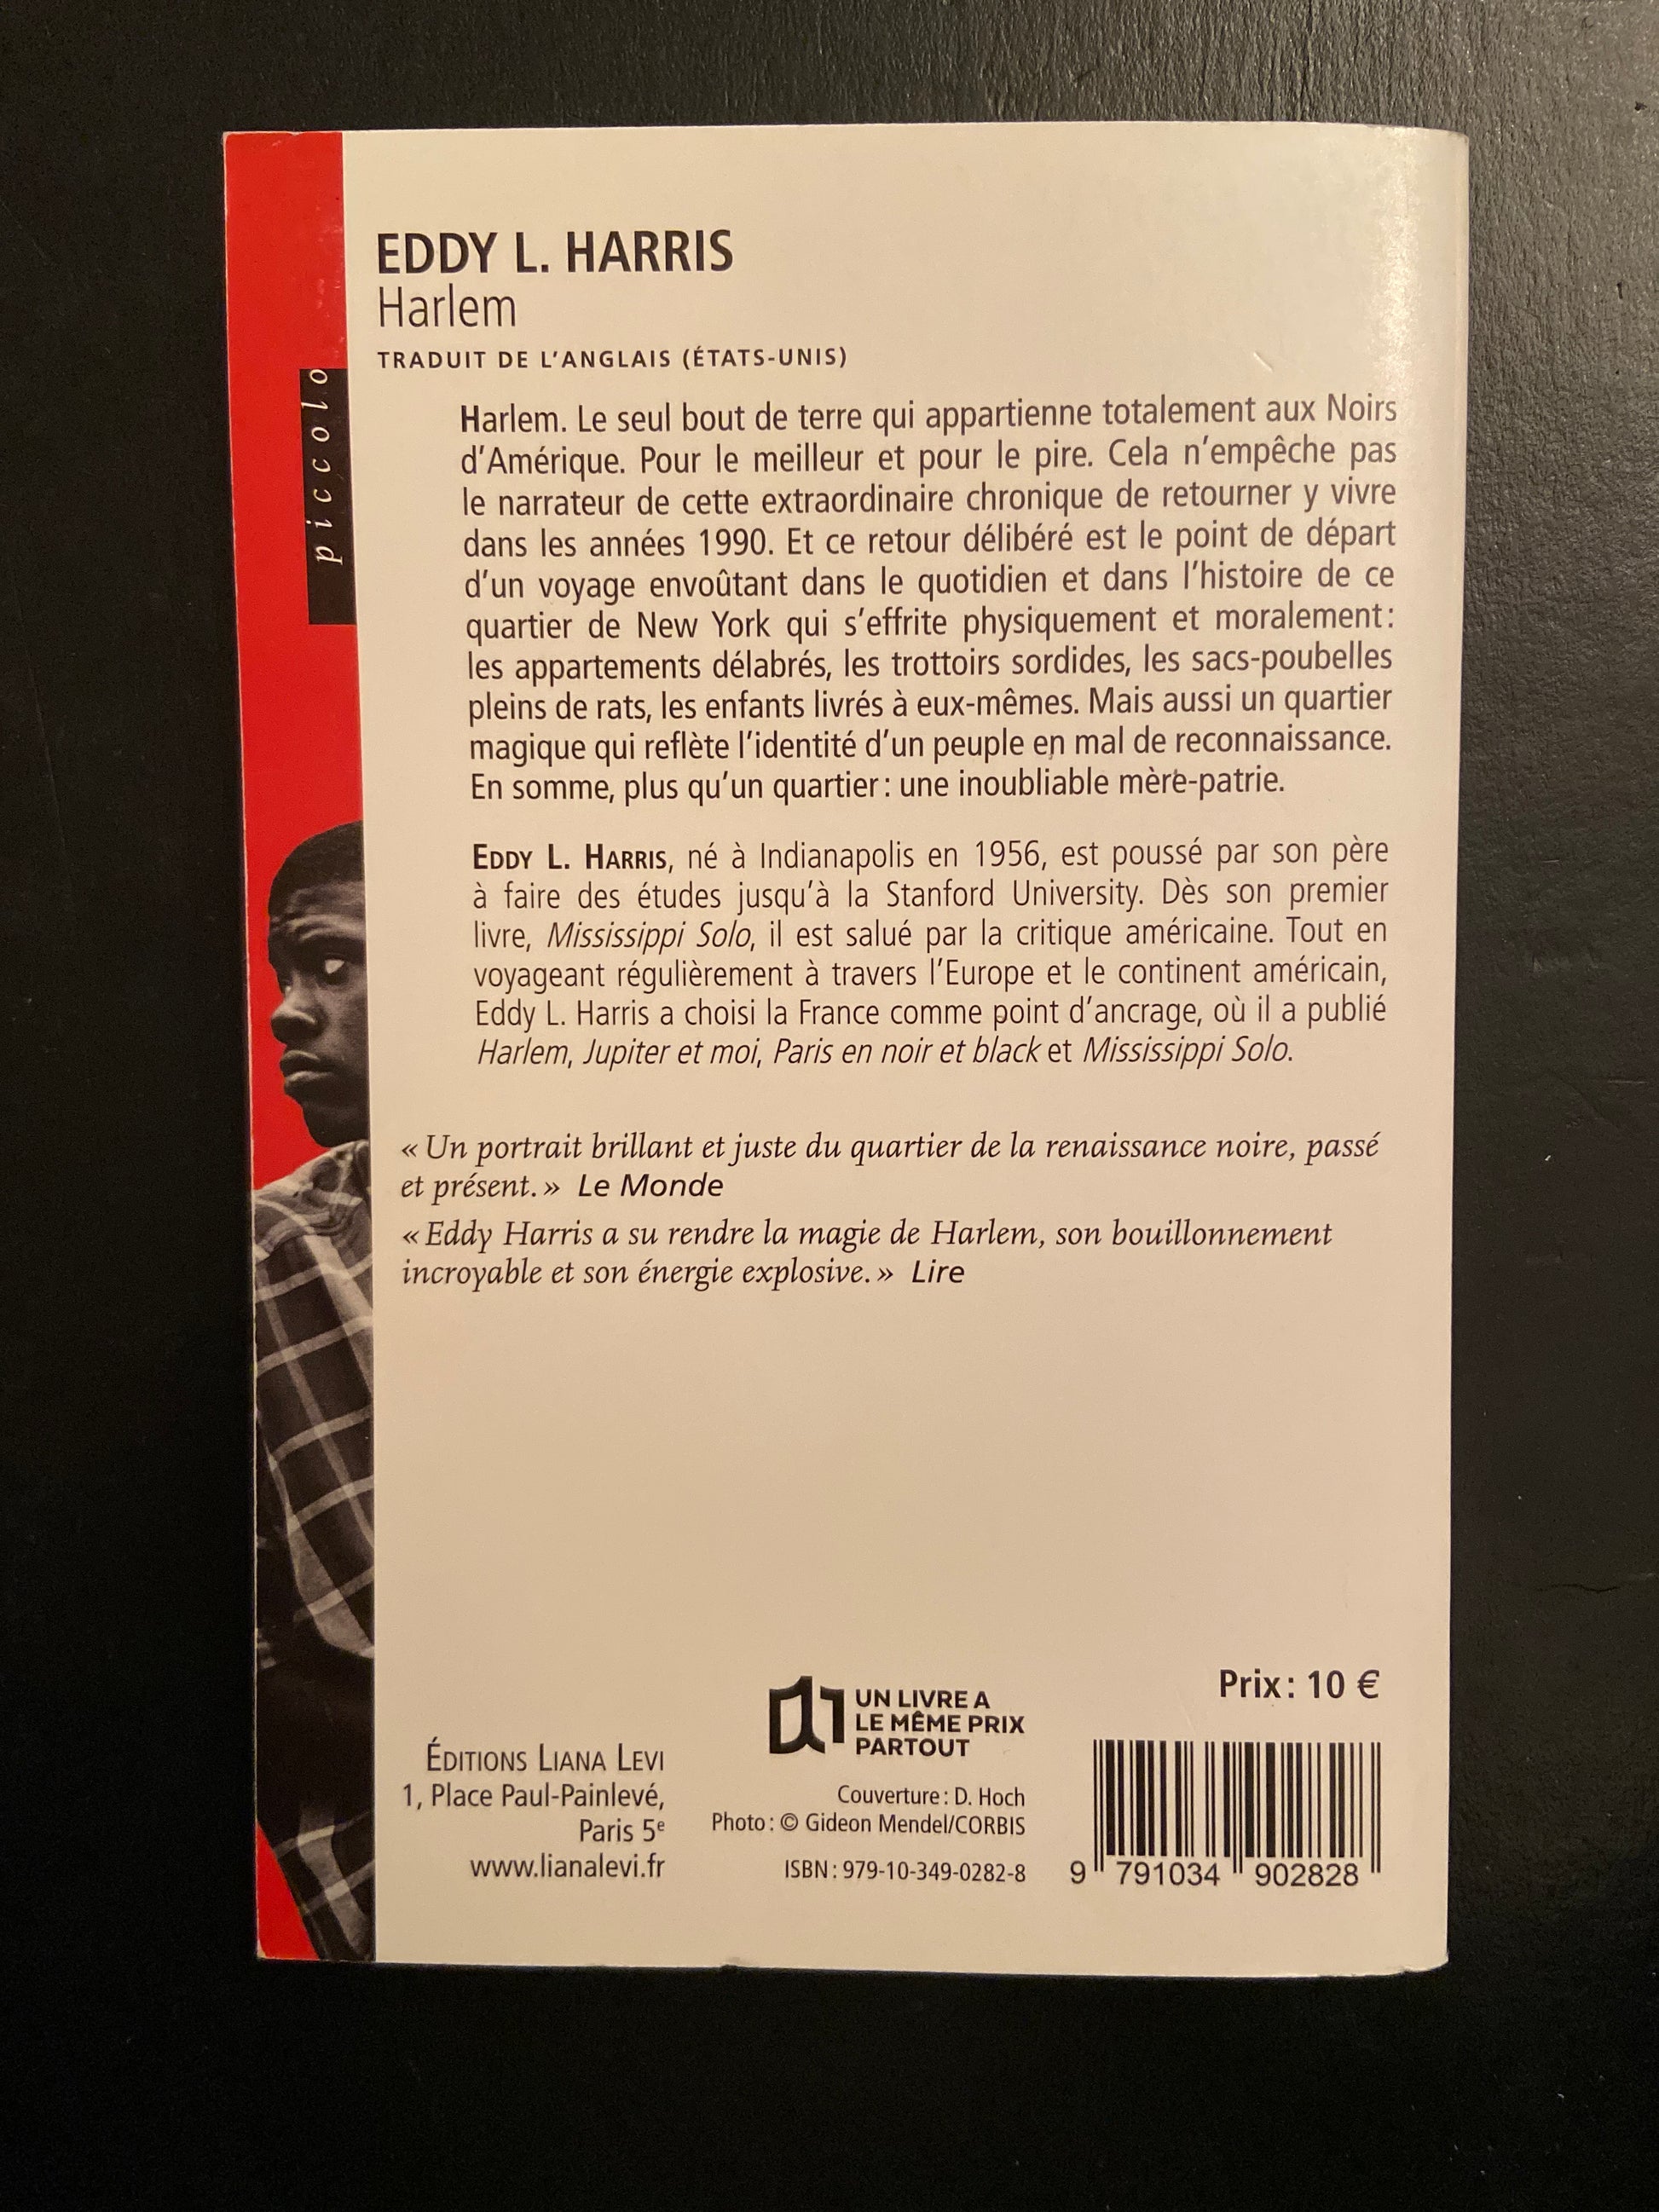 EDDY L. HARRIS
Harlem
TRADUIT DE L'ANGLAIS (ÉTATS-UNIS)
piccolo
Harlem. Le seul bout de terre qui appartienne totalement aux Noirs
d'Amérique. Pour le meilleur et pour le pire. Cela n'empêche pas
le narrateur de cette extraordinaire chronique de retourner y vivre
dans les années 1990. Et ce retour délibéré est le point de départ
d'un voyage envoûtant dans le quotidien et dans l'histoire de ce
quartier de New York qui s'effrite physiquement et moralement :
les appartements délabrés, les trottoirs sordides, les sacs-poubelles
pleins de rats, les enfants livrés à eux-mêmes. Mais aussi un quartier
magique qui reflète l'identité d'un peuple en mal de reconnaissance.
En somme, plus qu'un quartier : une inoubliable mère-patrie.
EDDY L. HARRIS, né à Indianapolis en 1956, est poussé par son père
à faire des études jusqu'à la Stanford University. Dès son premier
livre, Mississippi Solo, il est salué par la critique américaine. Tout en
voyageant régulièrement à travers l'Europe et le continent américain,
Eddy L. Harris a choisi la France comme point d'ancrage, où il a publié
Harlem, Jupiter et moi, Paris en noir et black et Mississippi Solo.
« Un portrait brillant et juste du quartier de la renaissance noire, passé
et présent. » Le Monde
« Eddy Harris a su rendre la magie de Harlem, son bouillonnement
incroyable et son énergie explosive. » Lire
ÉDITIONS LIANA LEVI
1, Place Paul-Painlevé,
Paris 5e
www.lianalevi.fr
UN LIVRE A
LE MÊME PRIX
PARTOUT
Couverture : D. Hoch
Photo : © Gideon Mendel/CORBIS
ISBN : 979-10-349-0282-8
Prix : 10 €
9 791034 902828